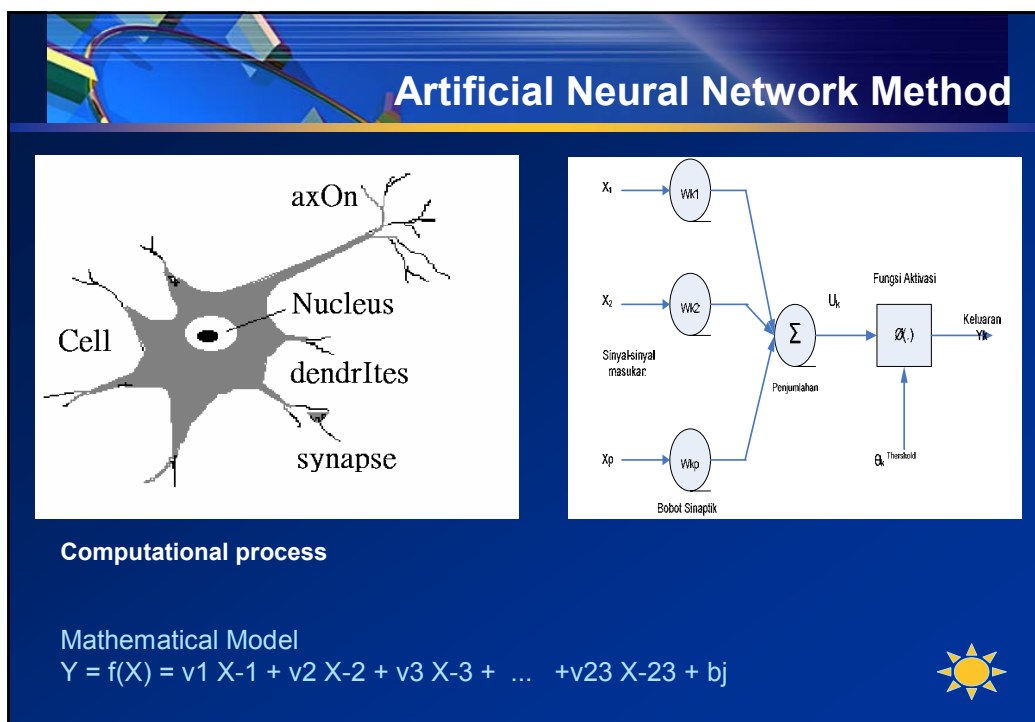 Artificial Neural Network Method
axOn
Nucleus
Cell
dendrItes
synapse
X1
Wk1
X2
Wk2
Sinyal-sinyal
masukan
Xp
Wkp
Bobot Sinaptik
Σ
Penjumlahan
Uk
Fungsi Aktivasi
Ø(.)
Keluaran
Yk
θk Thershold
Computational process
Mathematical Model
Y = f(X) = v1 X-1 + v2 X-2 + v3 X-3 + ... +v23 X-23 + bj